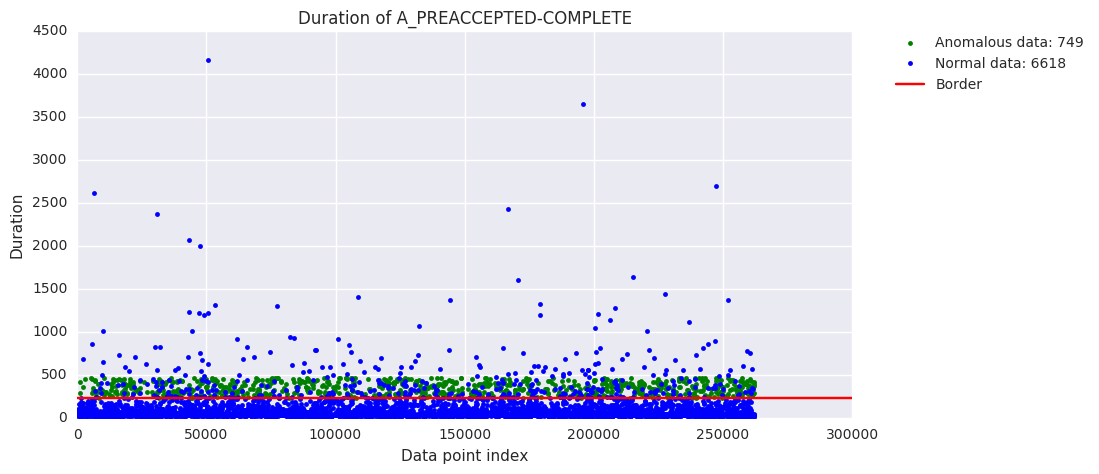 Duration of A_PREACCEPTED-COMPLETE
4500
4000
3500
3000
2500
2000
1500
1000
500
0
Duration
0
50000
100000
150000
200000
250000
300000
Data point index
Anomalous data: 749
Normal data: 6618
Border